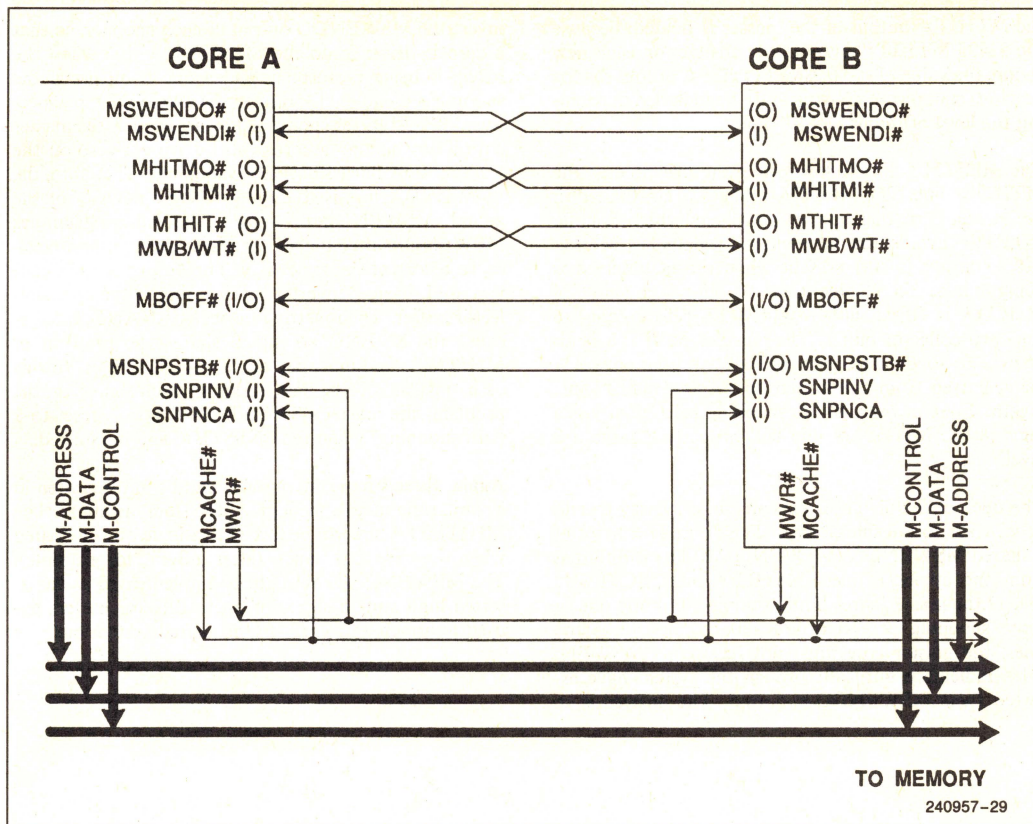 CORE A
CORE B
MSWENDO# (O)
(O) MSWENDO#
MSWENDI# (I)
(I) MSWENDI#
MHITMO# (O)
(O) MHITMO#
MHITMI# (I)
(I) MHITMI#
MTHIT# (O)
(O) MTHIT#
MWB/WT# (I)
(I) MWB/WT#
MBOFF# (I/O)
(I/O) MBOFF#
MSNPSTB# (I/O)
(I/O) MSNPSTB#
SNPINV (I)
(I) SNPINV
SNPNCA (I)
(I) SNPNCA
M-ADDRESS
M-DATA
M-CONTROL
MCACHE#
MW/R#
MW/R#
MCACHE#
M-CONTROL
M-DATA
M-ADDRESS
TO MEMORY
240957-29